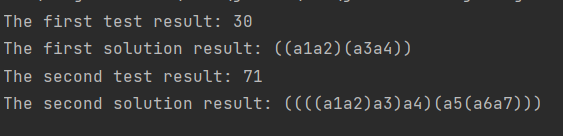 The first test result: 30
The first solution result: ((a1a2)(a3a4))
The second test result: 71
The second solution result: ((((a1a2)a3)a4)(a5(a6a7)))